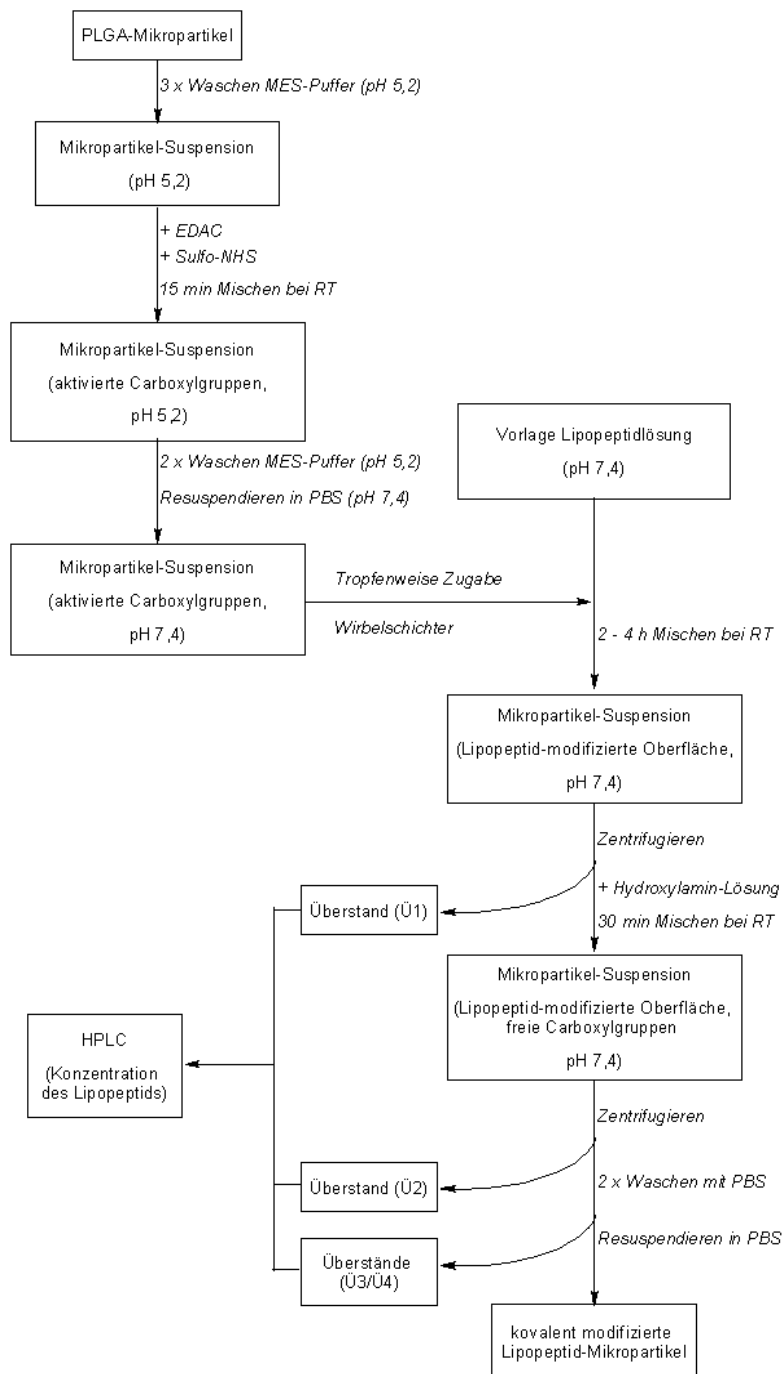 PLGA-Mikropartikel
3 x Waschen MES-Puffer (pH 5,2)
Mikropartikel-Suspension
(pH 5,2)
+ EDAC
+ Sulfo-NHS
15 min Mischen bei RT
Mikropartikel-Suspension
(aktivierte Carboxylgruppen,
pH 5,2)
2 x Waschen MES-Puffer (pH 5,2)
Resuspendieren in PBS (pH 7,4)
Vorlage Lipopeptidlösung
(pH 7,4)
Mikropartikel-Suspension
(aktivierte Carboxylgruppen,
pH 7,4)
Tropfenweise Zugabe
Wirbelschichter
2 - 4 h Mischen bei RT
Mikropartikel-Suspension
(Lipopeptid-modifizierte Oberfläche,
pH 7,4)
Zentrifugieren
+ Hydroxylamin-Lösung
30 min Mischen bei RT
Überstand (Ü1)
Mikropartikel-Suspension
(Lipopeptid-modifizierte Oberfläche,
freie Carboxylgruppen
pH 7,4)
HPLC
(Konzentration
des Lipopeptids)
Zentrifugieren
Überstand (Ü2)
2 x Waschen mit PBS
Resuspendieren in PBS
Überstände
(Ü3/Ü4)
kovalent modifizierte
Lipopeptid-Mikropartikel